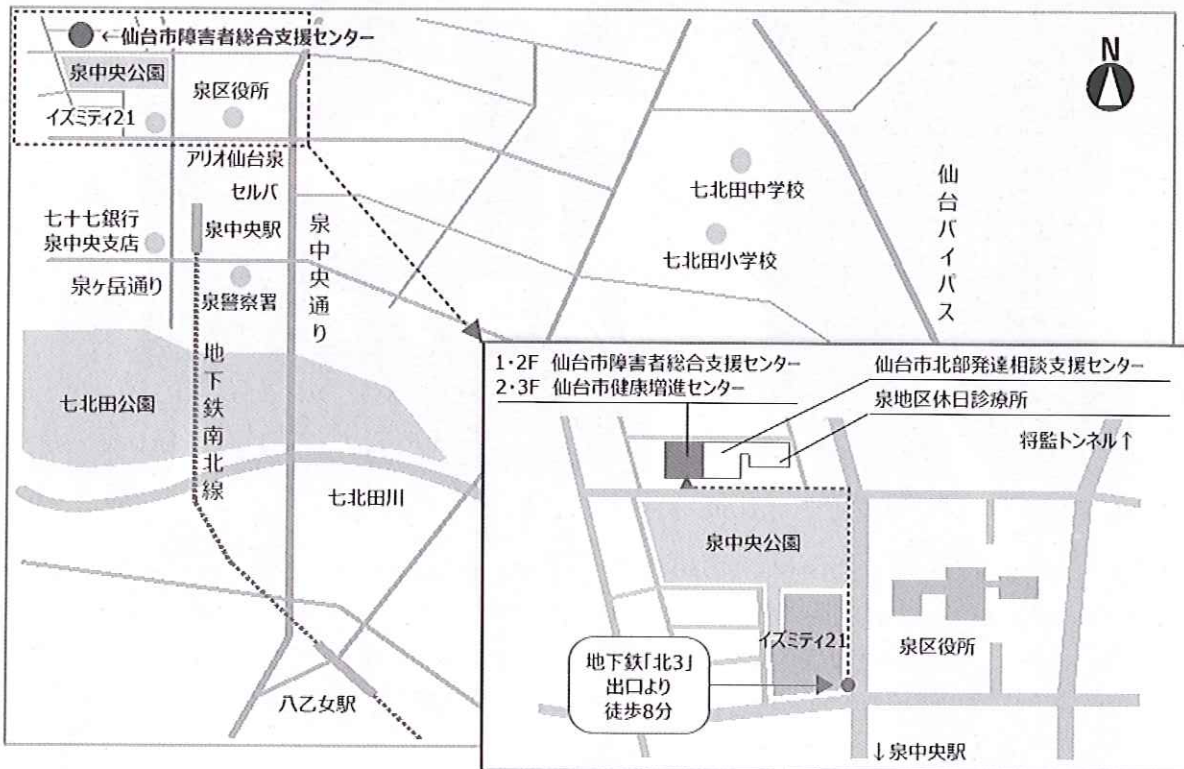 ←仙台市障害者総合支援センター
N
泉中央公園
泉区役所
イズミティ21
アリオ仙台泉
セルバ
七十七銀行
泉中央支店
泉中央駅
泉中央通り
泉ヶ岳通り
泉警察署
七北田中学校
七北田小学校
仙台バイパス
七北田公園
地下鉄南北線
七北田川
八乙女駅
1・2F 仙台市障害者総合支援センター
2・3F 仙台市健康増進センター
仙台市北部発達相談支援センター
泉地区休日診療所
将監トンネル↑
泉中央公園
イズミティ21
泉区役所
地下鉄「北3」
出口より
徒歩8分
↓泉中央駅